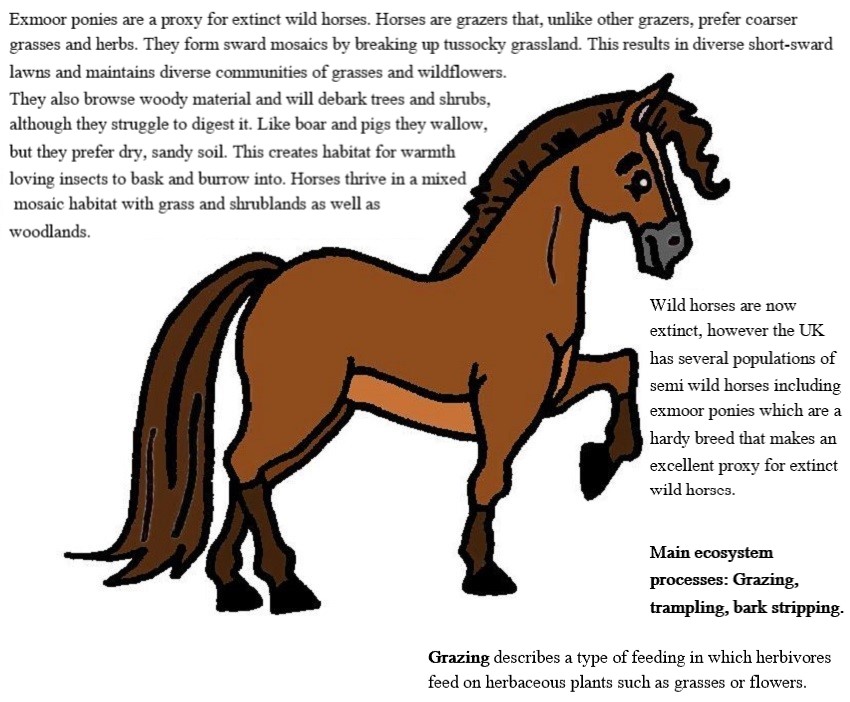 Exmoor ponies are a proxy for extinct wild horses. Horses are grazers that, unlike other grazers, prefer coarser
grasses and herbs. They form sward mosaics by breaking up tussocky grassland. This results in diverse short-sward
lawns and maintains diverse communities of grasses and wildflowers.
They also browse woody material and will debark trees and shrubs,
although they struggle to digest it. Like boar and pigs they wallow,
but they prefer dry, sandy soil. This creates habitat for warmth
loving insects to bask and burrow into. Horses thrive in a mixed
mosaic habitat with grass and shrublands as well as
woodlands.
Wild horses are now
extinct, however the UK
has several populations of
semi wild horses including
exmoor ponies which are a
hardy breed that makes an
excellent proxy for extinct
wild horses.
Main ecosystem
processes: Grazing,
trampling, bark stripping.
Grazing describes a type of feeding in which herbivores
feed on herbaceous plants such as grasses or flowers.